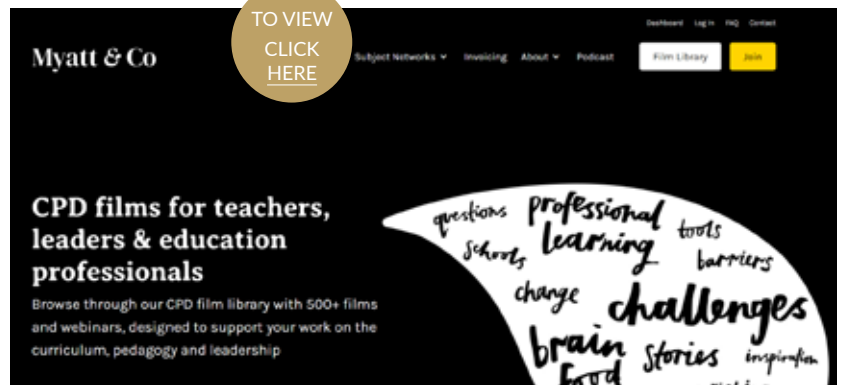 TO VIEW
CLICK
HERE
Dashboard Log In FAQ Contact
Myatt & Co
Subject Networks Invoicing About Podcast Film Library Join
CPD films for teachers,
leaders & education
professionals
Browse through our CPD film library with 500+ films
and webinars, designed to support your work on the
curriculum, pedagogy and leadership
questions professional tools
schools learning barriers
change challenges
brain stories inspiration
food